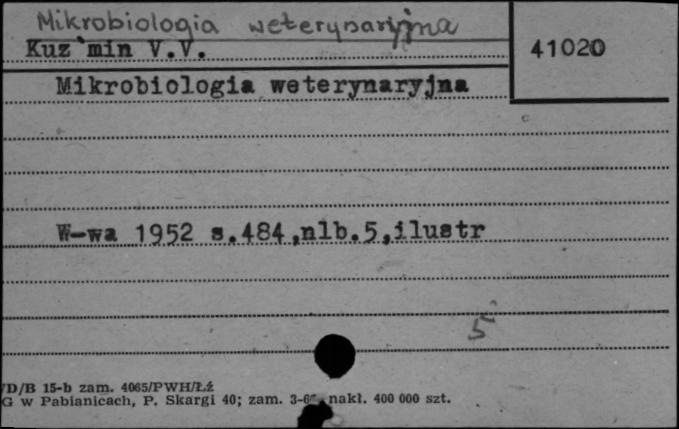 Mikrobiologia weterynaryjna
Kuz`min V.V.
41020
Mikrobiologia weterynaryjna
W-wa 1952 s.484,nlb.5,ilustr
5
D/B 15-b zam. 4065/PWH/Łź
G w Pabianicach, P. Skargi 40; zam. nakł. 400 000 szt.